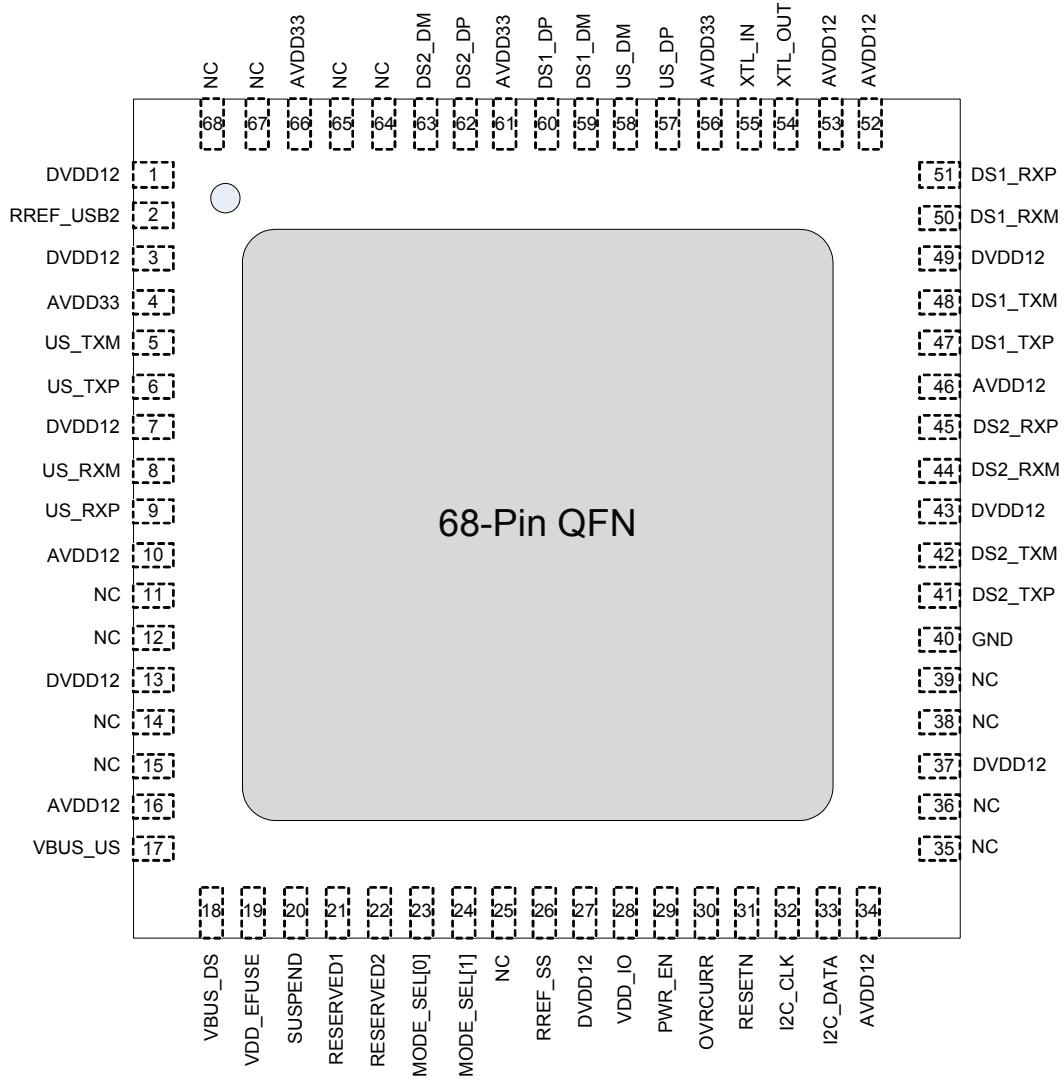 NC
NC
AVDD33
NC
NC
DS2_DM
DS2_DP
AVDD33
DS1_DP
DS1_DM
US_DM
US_DP
AVDD33
XTL_IN
XTL_OUT
AVDD12
AVDD12
68 67 66 65 64 63 62 61 60 59 58 57 56 55 54 53 52
DVDD12 1
RREF_USB2 2
DVDD12 3
AVDD33 4
US_TXM 5
US_TXP 6
DVDD12 7
US_RXM 8
US_RXP 9
AVDD12 10
NC 11
NC 12
DVDD12 13
NC 14
NC 15
AVDD12 16
VBUS_US 17
68-Pin QFN
51 DS1_RXP
50 DS1_RXM
49 DVDD12
48 DS1_TXM
47 DS1_TXP
46 AVDD12
45 DS2_RXP
44 DS2_RXM
43 DVDD12
42 DS2_TXM
41 DS2_TXP
40 GND
39 NC
38 NC
37 DVDD12
36 NC
35 NC
18 19 20 21 22 23 24 25 26 27 28 29 30 31 32 33 34
VBUS_DS
VDD_EFUSE
SUSPEND
RESERVED1
RESERVED2
MODE_SEL[0]
MODE_SEL[1]
NC
RREF_SS
DVDD12
VDD_IO
PWR_EN
OVRCURR
RESETN
I2C_CLK
I2C_DATA
AVDD12